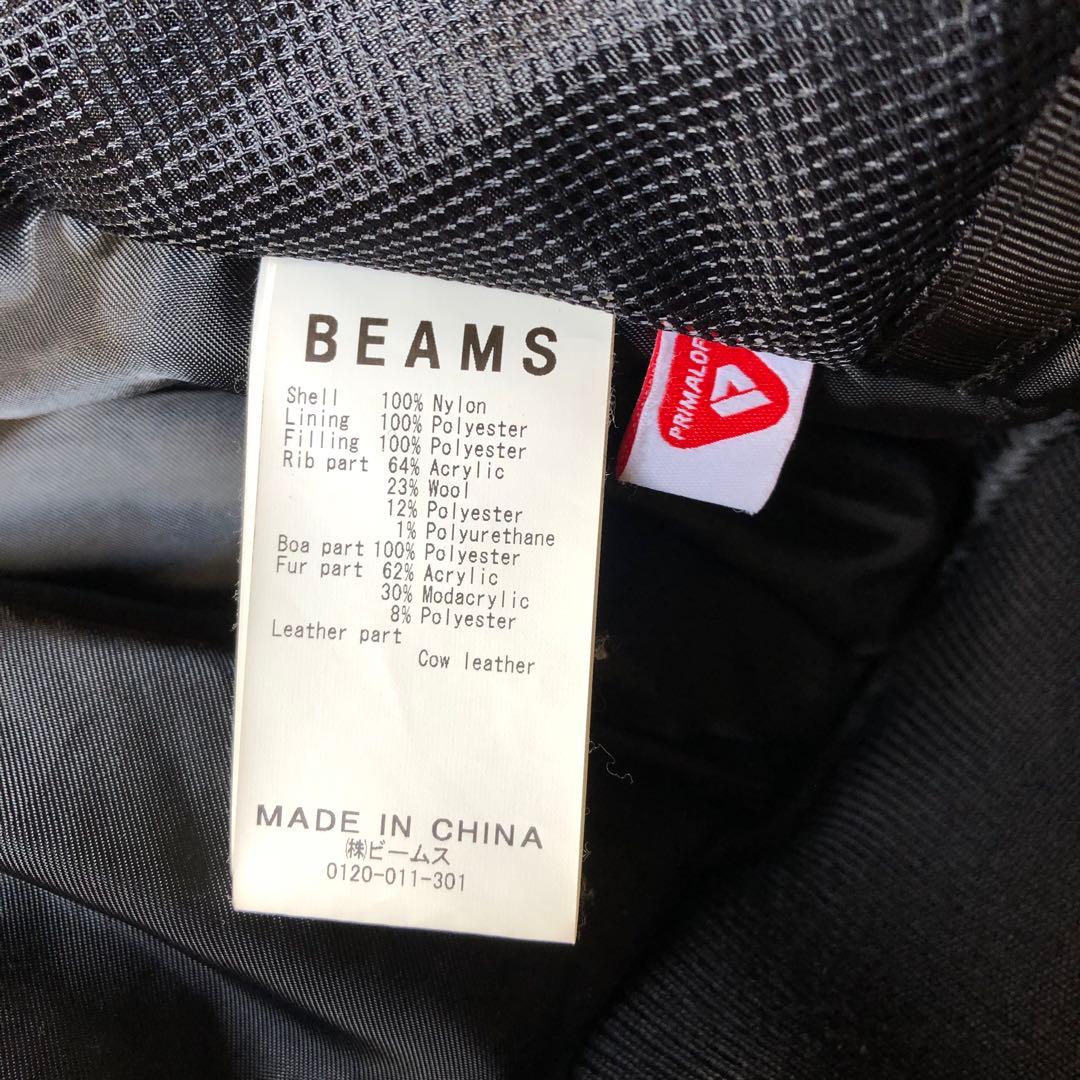 BEAMS
Shell 100% Nylon
Lining 100% Polyester
Filling 100% Polyester
Rib part 64% Acrylic
23% Wool
12% Polyester
1% Polyurethane
Boa part 100% Polyester
Fur part 62% Acrylic
30% Modacrylic
8% Polyester
Leather part
Cow leather
MADE IN CHINA
㈱ビームス
0120-011-301
PRIMALOF